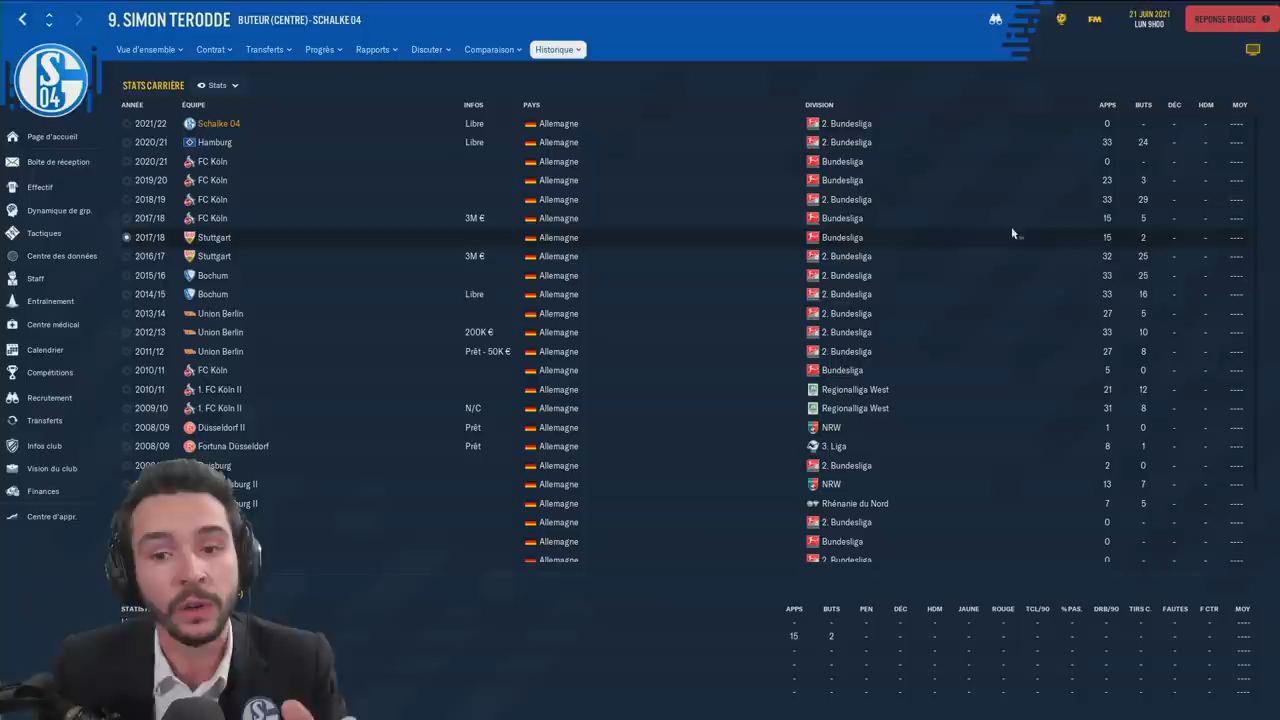 9. SIMON TERODDE BUTEUR (CENTRE) - SCHALKE 04
FM
21 JUIN 2021
LUN 9H00
RÉPONSE REQUISE
Vue d'ensemble Contrat Transferts Progrès Rapports Discuter Comparaison Historique
STATS CARRIÈRE Stats
ANNÉE ÉQUIPE INFOS PAYS DIVISION APPS BUTS DÉC HDM MOY
2021/22 Schalke 04 Libre Allemagne 2. Bundesliga 0 - - - ----
2020/21 Hamburg Libre Allemagne 2. Bundesliga 33 24 - - ----
2020/21 FC Köln Allemagne Bundesliga 0 - - - ----
2019/20 FC Köln Allemagne Bundesliga 23 3 - - ----
2018/19 FC Köln Allemagne 2. Bundesliga 33 29 - - ----
2017/18 FC Köln 3M € Allemagne Bundesliga 15 5 - - ----
2017/18 Stuttgart Allemagne Bundesliga 15 2 - - ----
2016/17 Stuttgart 3M € Allemagne 2. Bundesliga 32 25 - - ----
2015/16 Bochum Allemagne 2. Bundesliga 33 25 - - ----
2014/15 Bochum Libre Allemagne 2. Bundesliga 33 16 - - ----
2013/14 Union Berlin Allemagne 2. Bundesliga 27 5 - - ----
2012/13 Union Berlin 200K € Allemagne 2. Bundesliga 33 10 - - ----
2011/12 Union Berlin Prêt - 50K € Allemagne 2. Bundesliga 27 8 - - ----
2010/11 FC Köln Allemagne Bundesliga 5 0 - - ----
2010/11 1. FC Köln II Allemagne Regionalliga West 21 12 - - ----
2009/10 1. FC Köln II N/C Allemagne Regionalliga West 31 8 - - ----
2008/09 Düsseldorf II Prêt Allemagne NRW 1 0 - - ----
2008/09 Fortuna Düsseldorf Prêt Allemagne 3. Liga 8 1 - - ----
Allemagne 2. Bundesliga 2 0 - - ----
Allemagne NRW 13 7 - - ----
Allemagne Rhénanie du Nord 7 5 - - ----
Allemagne 2. Bundesliga 0 - - - ----
Allemagne Bundesliga 0 - - - ----
Allemagne 2. Bundesliga 0 - - - ----
S 04
Page d'accueil
Boîte de réception
Effectif
Dynamique de grp.
Tactiques
Centre des données
Staff
Entraînement
Centre médical
Calendrier
Compétitions
Recrutement
Transferts
Infos club
Vision du club
Finances
Centre d'appr.
APPS BUTS PEN DÉC HDM JAUNE ROUGE TCL/90 % PAS. DRB/90 TIRS C. FAUTES F CTR MOY
- - - - - - - - - - - - - ----
15 2 - - - - - - - - - - - ----
- - - - - - - - - - - - - ----
- - - - - - - - - - - - - ----
- - - - - - - - - - - - - ----
- - - - - - - - - - - - - ----